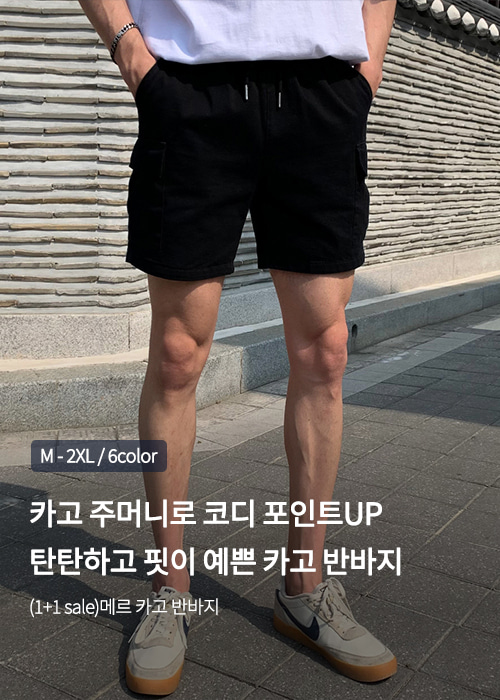 M - 2XL / 6color
카고 주머니로 코디 포인트UP
탄탄하고 핏이 예쁜 카고 반바지
(1+1 sale)메르 카고 반바지